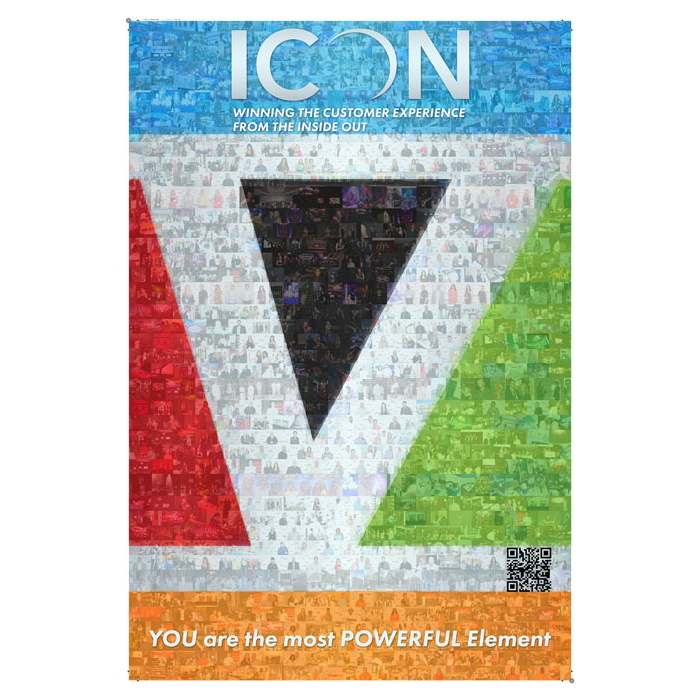 ICON
WINNING THE CUSTOMER EXPERIENCE
FROM THE INSIDE OUT
YOU are the most POWERFUL Element